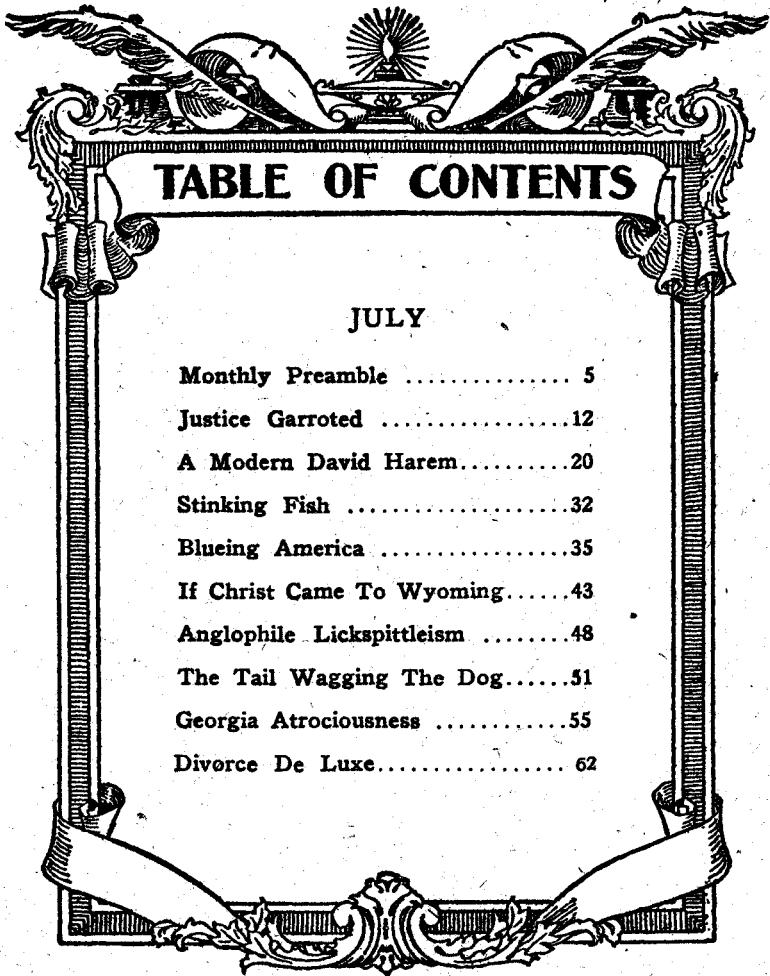 TABLE OF CONTENTS
JULY
Monthly Preamble ............... 5
Justice Garroted .................12
A Modern David Harem..........20
Stinking Fish ....................32
Blueing America .................35
If Christ Came To Wyoming......43
Anglophile Lickspittleism ........48
The Tail Wagging The Dog......51
Georgia Atrociousness ............55
Divorce De Luxe................. 62